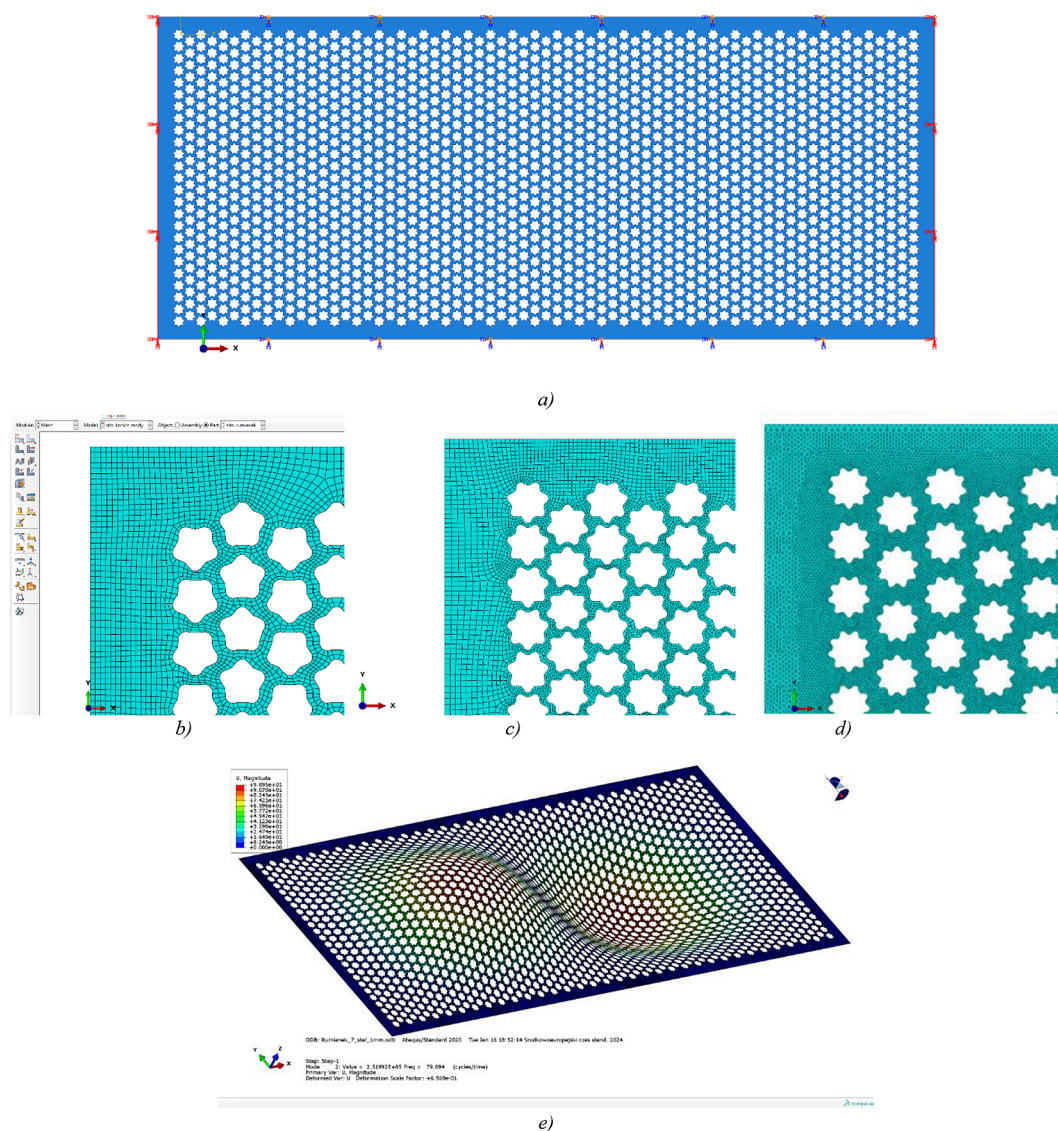 Y
X
a)
Module:
Mesh
Model:
Object:
Assembly
Part:
sito_rumianek
Y
X
Y
X
Y
X
b)
c)
d)
U, Magnitude
+9.895e+01
+9.070e+01
+8.245e+01
+7.421e+01
+6.596e+01
+5.772e+01
+4.947e+01
+4.123e+01
+3.298e+01
+2.474e+01
+1.649e+01
+8.245e+00
+0.000e+00
ODB: Rumianek_7_stal_1mm.odb Abaqus/Standard 2020 Tue Jan 16 18:52:14 Środkowoeuropejski czas stand. 2024
Y Z X
Step: Step-1
Mode 2: Value = 2.51992E+05 Freq = 79.894 (cycles/time)
Primary Var: U, Magnitude
Deformed Var: U Deformation Scale Factor: +6.569e-01
e)